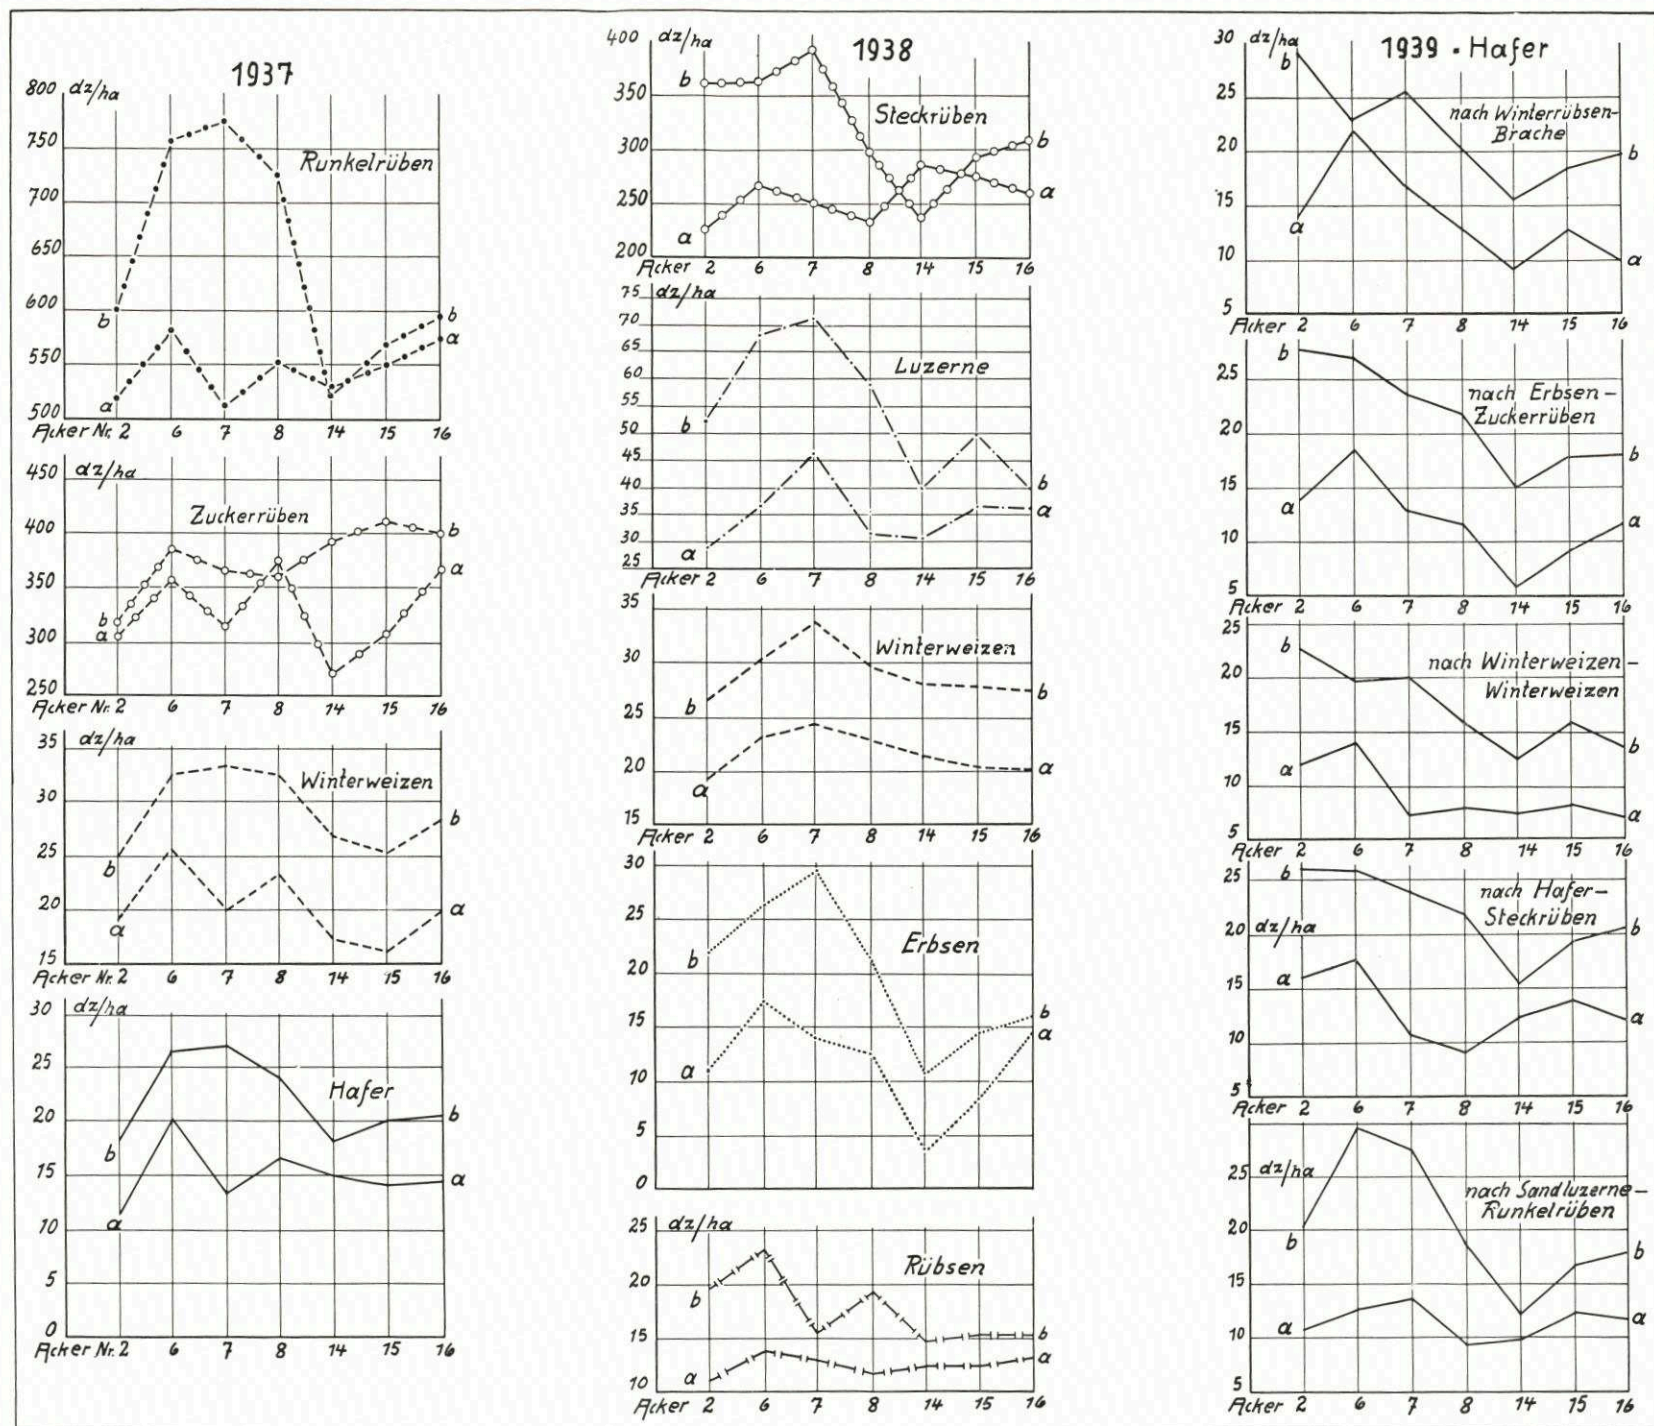 1937
800 dz/ha
750
Runkelrüben
700
650
600
b
b
a
550
a
500
Acker Nr. 2 6 7 8 14 15 16
450 dz/ha
Zuckerrüben
400
b
a
350
b
a
300
250
Acker Nr. 2 6 7 8 14 15 16
35 dz/ha
Winterweizen
30
b
25
b
20
a
a
15
Acker Nr. 2 6 7 8 14 15 16
30 dz/ha
25
Hafer
20
b
b
15
a
a
10
5
0
Acker Nr. 2 6 7 8 14 15 16
1938
400 dz/ha
b
350
Steckrüben
300
b
a
250
a
200
Acker 2 6 7 8 14 15 16
75 dz/ha
70
65
Luzerne
60
55
b
50
45
b
40
a
35
a
30
25
Acker 2 6 7 8 14 15 16
35
Winterweizen
30
b
b
25
a
20
a
15
Acker 2 6 7 8 14 15 16
30
25
Erbsen
b
20
b
15
a
a
10
5
0
Acker 2 6 7 8 14 15 16
25 dz/ha
Rübsen
20
b
b
15
a
a
10
Acker 2 6 7 8 14 15 16
1939 • Hafer
30 dz/ha
b
25
nach Winterrübsen-
Brache
20
b
15
a
a
10
5
Acker 2 6 7 8 14 15 16
b
25
nach Erbsen-
Zuckerrüben
20
b
15
a
a
10
5
Acker 2 6 7 8 14 15 16
25
b
nach Winterweizen-
20
Winterweizen
15
b
a
10
a
5
Acker 2 6 7 8 14 15 16
25 b
nach Hafer-
Steckrüben
20 dz/ha
b
15
a
a
10
5
Acker 2 6 7 8 14 15 16
25 dz/ha
nach Sandluzerne-
Runkelrüben
20
b
b
15
a
a
10
5
Acker 2 6 7 8 14 15 16